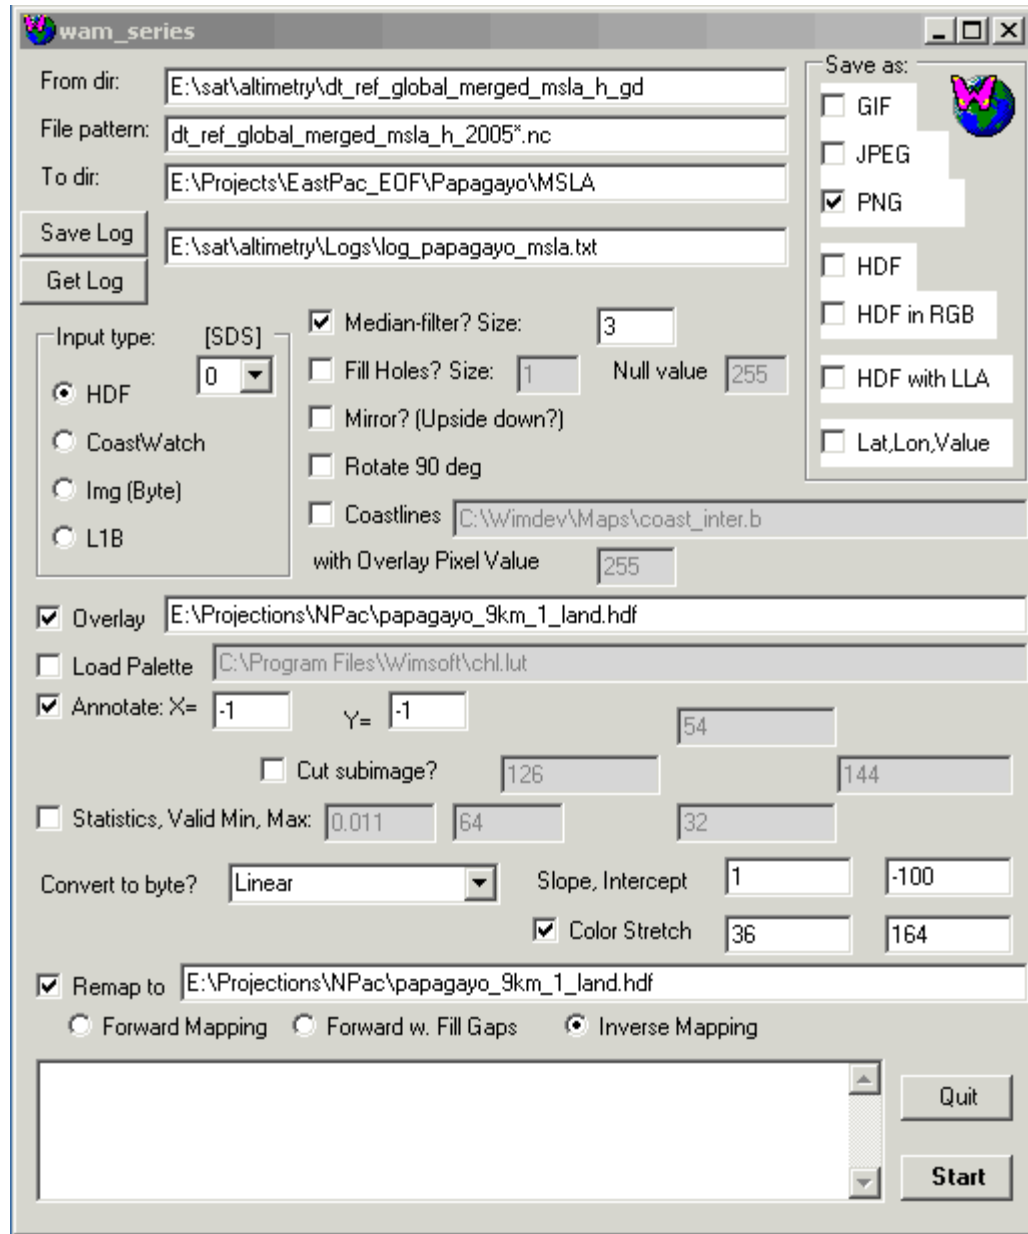 wam_series
From dir: E:\sat\altimetry\dt_ref_global_merged_msla_h_gd
File pattern: dt_ref_global_merged_msla_h_2005*.nc
To dir: E:\Projects\EastPac_EOF\Papagayo\MSLA
Save Log E:\sat\altimetry\Logs\log_papagayo_msla.txt
Get Log
Save as:
GIF
JPEG
PNG
HDF
HDF in RGB
HDF with LLA
Lat,Lon,Value
Input type: [SDS]
0
HDF
CoastWatch
Img (Byte)
L1B
Median-filter? Size: 3
Fill Holes? Size: 1 Null value 255
Mirror? (Upside down?)
Rotate 90 deg
Coastlines C:\Wimdev\Maps\coast_inter.b
with Overlay Pixel Value 255
Overlay E:\Projections\NPac\papagayo_9km_1_land.hdf
Load Palette C:\Program Files\Wimsoft\chl.lut
Annotate: X= -1 Y= -1
54
Cut subimage? 126 144
Statistics, Valid Min, Max: 0.011 64 32
Convert to byte? Linear Slope, Intercept 1 -100
Color Stretch 36 164
Remap to E:\Projections\NPac\papagayo_9km_1_land.hdf
Forward Mapping Forward w. Fill Gaps Inverse Mapping
Quit
Start